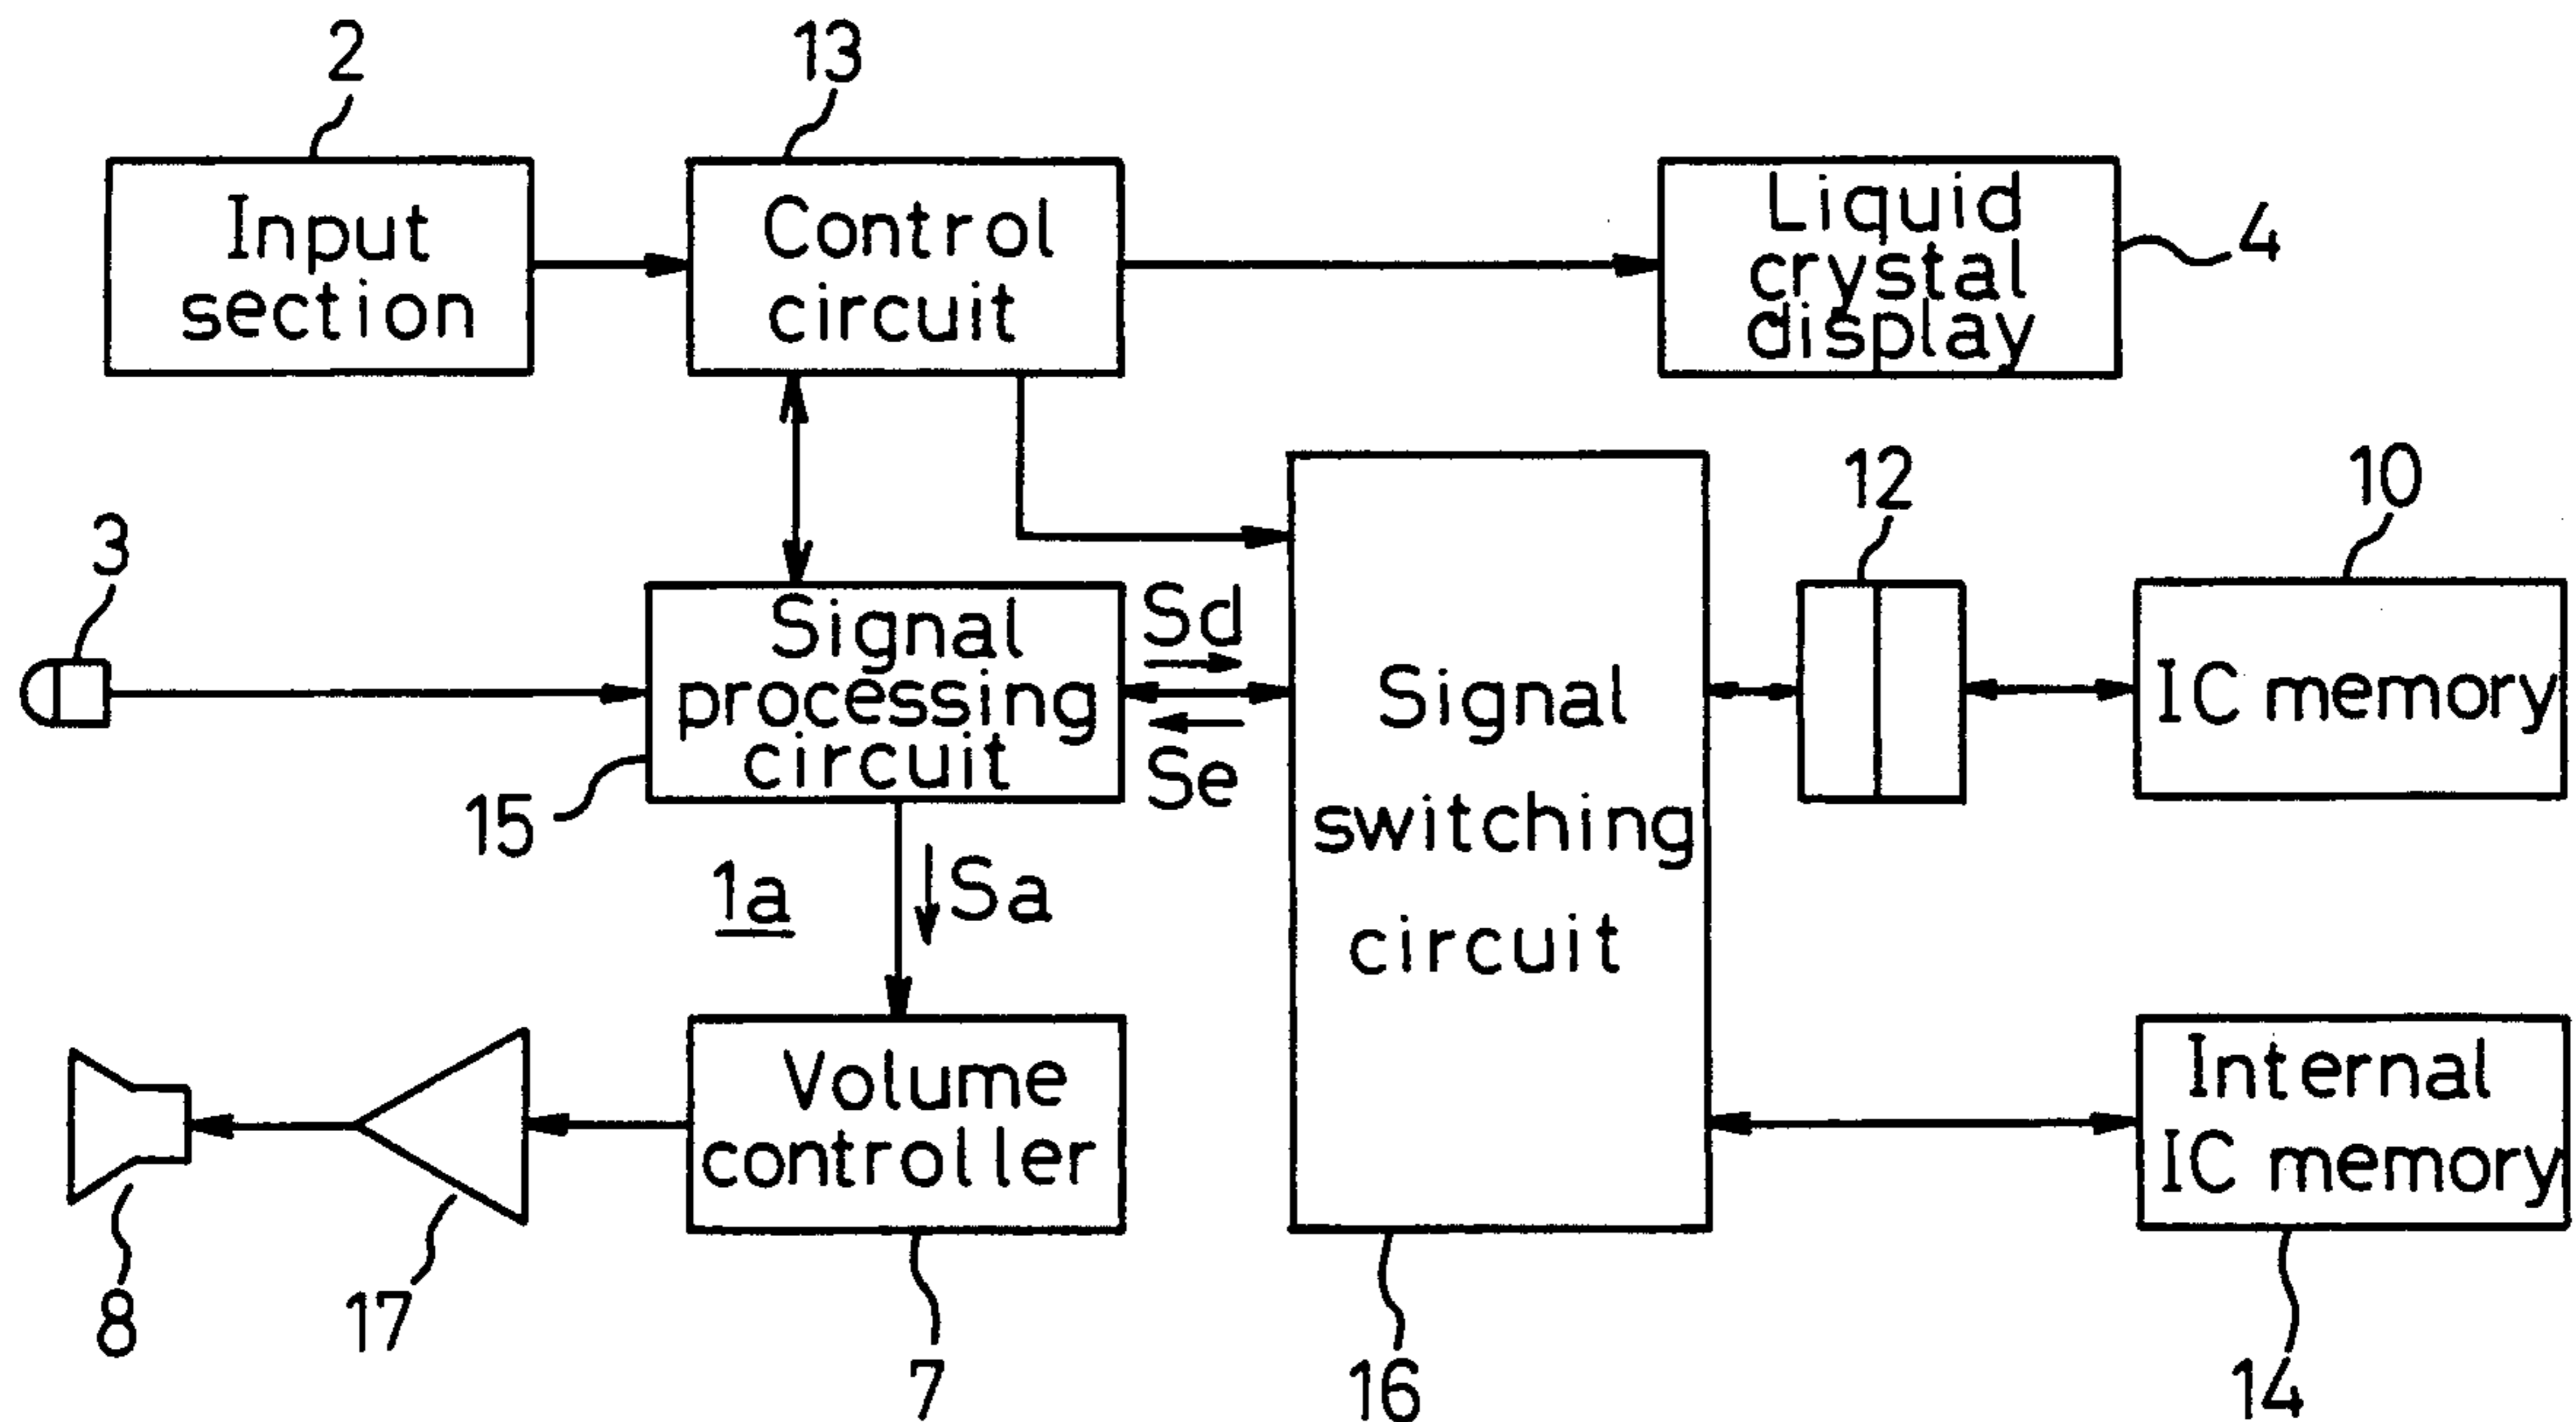 2
13
Input
section
Control
circuit
Liquid
crystal
display
4
3
12
10
Signal
processing
circuit
Sd
Se
15
Signal
switching
circuit
IC memory
1a
Sa
Volume
controller
Internal
IC memory
8
17
7
16
14